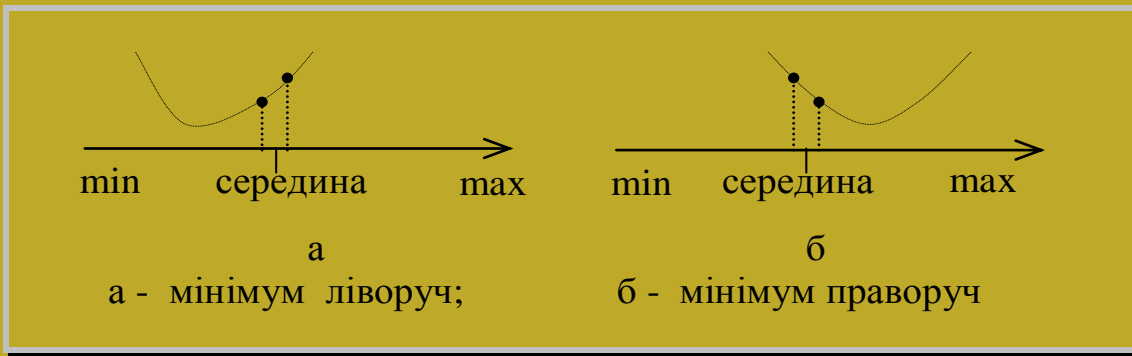 min середина max min середина max
а б
а - мінімум ліворуч; б - мінімум праворуч